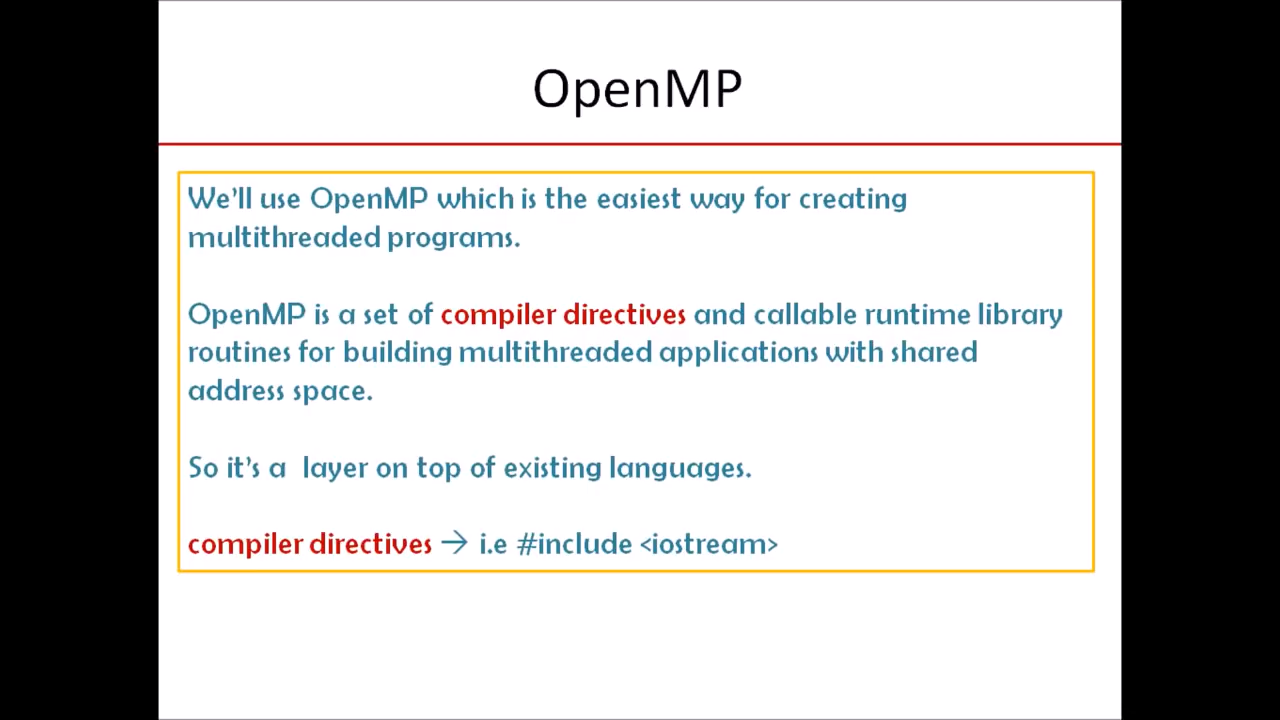 OpenMP
We'll use OpenMP which is the easiest way for creating
multithreaded programs.
OpenMP is a set of compiler directives and callable runtime library
routines for building multithreaded applications with shared
address space.
So it's a  layer on top of existing languages.
compiler directives → i.e #include <iostream>